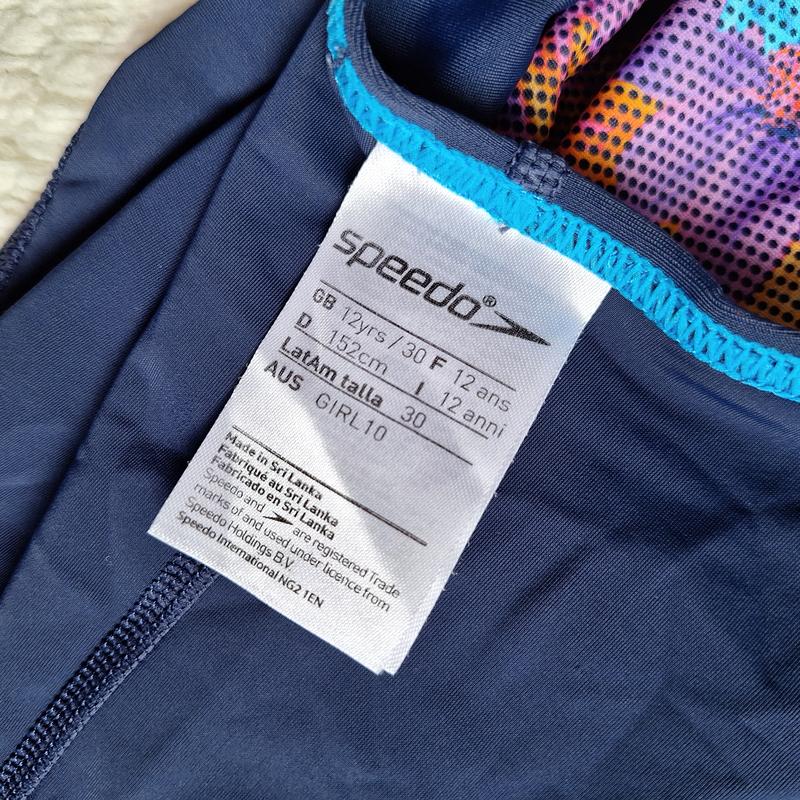 speedo®
GB 12yrs / 30 F 12 ans
D 152cm I 12 anni
LatAm talla 30
AUS GIRL10
Made in Sri Lanka
Fabriqué au Sri Lanka
Fabricado en Sri Lanka
Speedo and are registered Trade
marks of and used under licence from
Speedo Holdings B.V.
Speedo International NG2 1EN